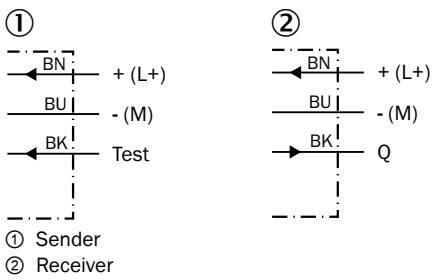 ① ②
BN + (L+) BN + (L+)
BU - (M) BU - (M)
BK Test BK Q
① Sender
② Receiver